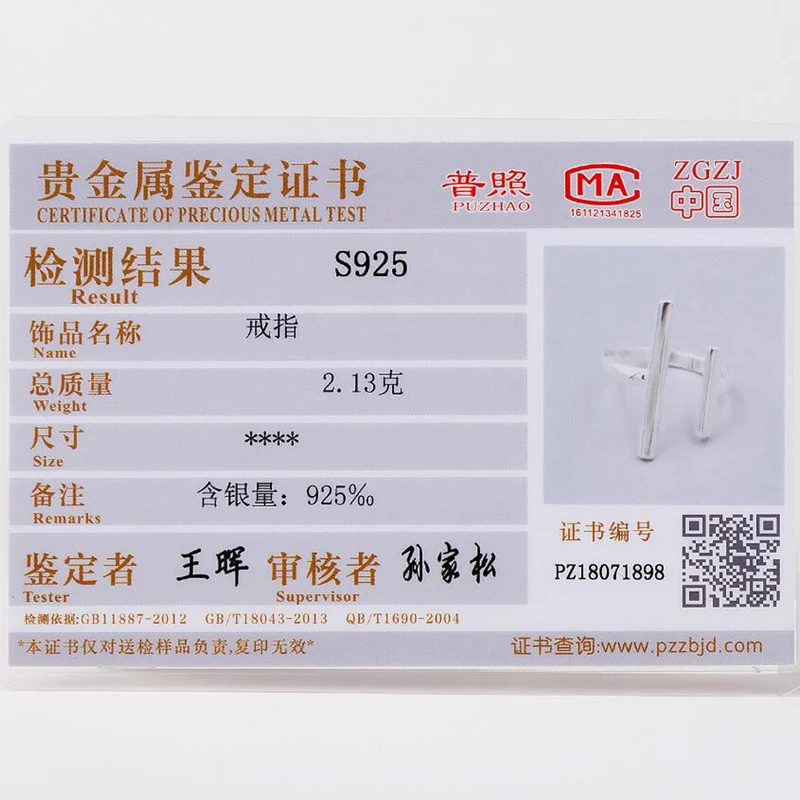 贵金属鉴定证书
CERTIFICATE OF PRECIOUS METAL TEST
普照
PUZHAO
CMA
161121341825
ZGZJ
中国
检测结果
Result
S925
饰品名称
Name
戒指
总质量
Weight
2.13克
尺寸
Size
****
备注
Remarks
含银量：925‰
鉴定者
Tester
王晖
审核者
Supervisor
孙家松
证书编号
PZ18071898
检测依据:GB11887-2012 GB/T18043-2013 QB/T1690-2004
*本证书仅对送检样品负责,复印无效*
证书查询:www.pzzbjd.com